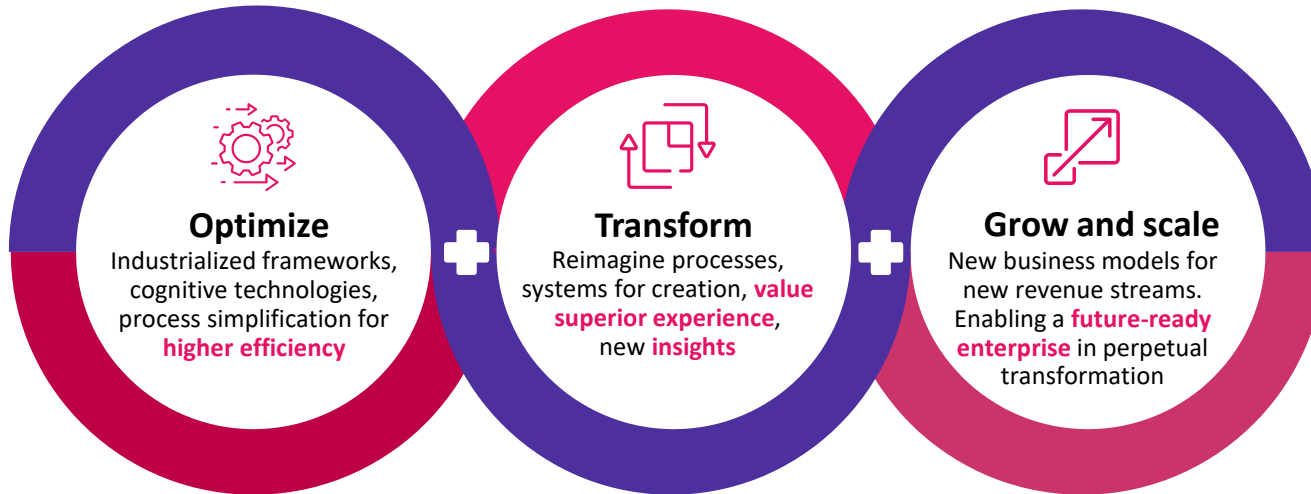 Optimize
Industrialized frameworks,
cognitive technologies,
process simplification for
higher efficiency
Transform
Reimagine processes,
systems for creation, value
superior experience,
new insights
Grow and scale
New business models for
new revenue streams.
Enabling a future-ready
enterprise in perpetual
transformation